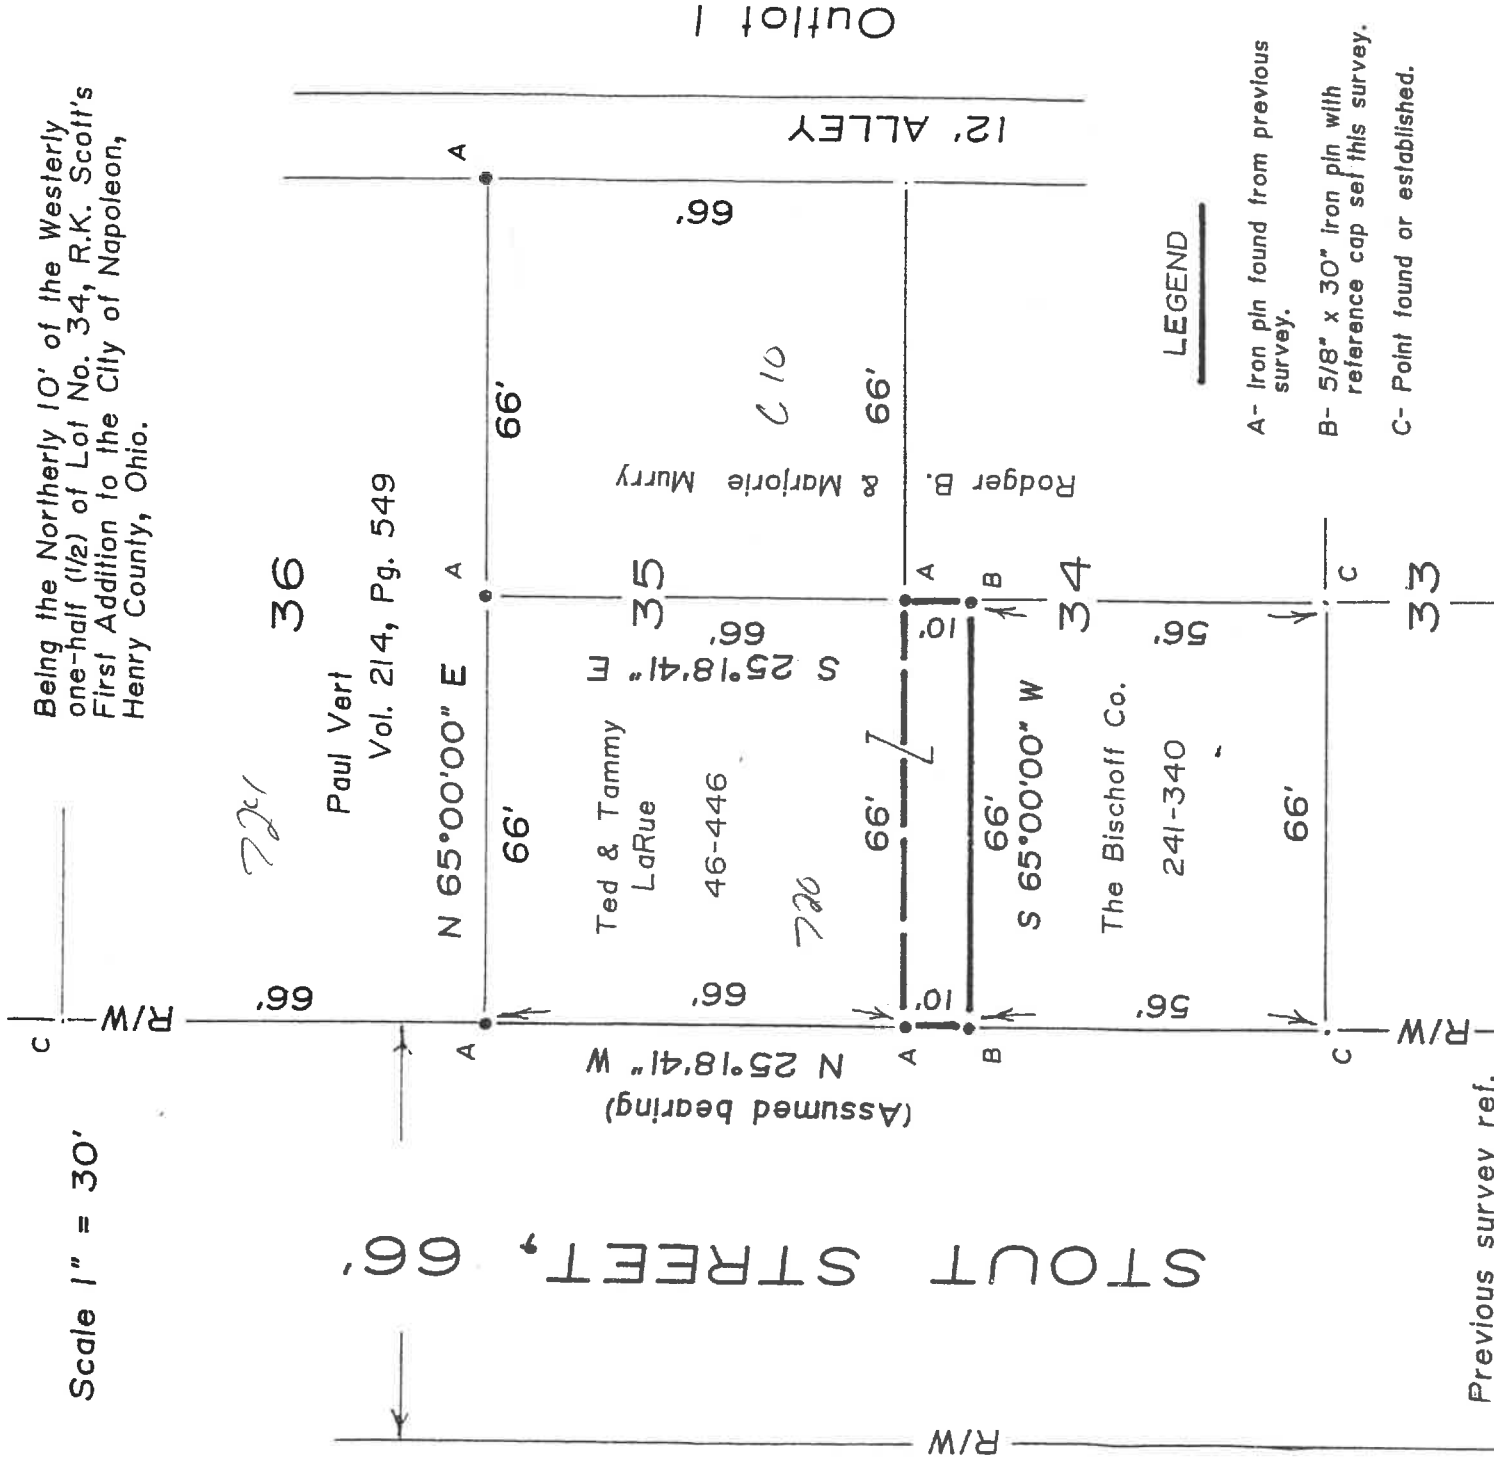 Being the Northerly 10' of the Westerly
one-half (1/2) of Lot No. 34, R.K. Scott's
First Addition to the City of Napoleon,
Henry County, Ohio.
Scale 1" = 30'
Outlot 1
12' ALLEY
36
Paul Vert
Vol. 214, Pg. 549
C
R/W
66'
N 65°00'00" E
66'
66'
A
A
A
66'
35
Ted & Tammy
LaRue
46-446
720
66'
66'
S 25°18'41" E
N 25°18'41" W
(Assumed bearing)
Rodger B. & Marjorie Murry
C 10
66'
66'
A
A
10'
10'
B
B
66'
S 65°00'00" W
34
The Bischoff Co.
241-340
56'
56'
66'
C
C
33
R/W
STOUT STREET, 66'
R/W
LEGEND
A- Iron pin found from previous
survey.
B- 5/8" x 30" iron pin with
reference cap set this survey.
C- Point found or established.
Previous survey ref.